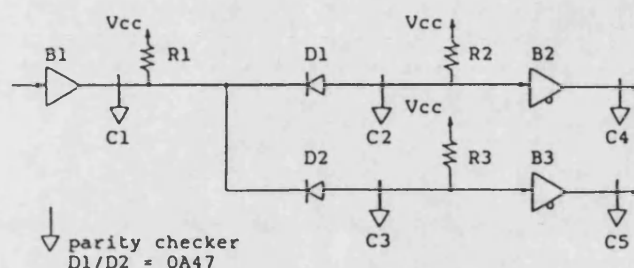 Vcc
Vcc
B1
R1
D1
R2
B2
Vcc
C1
C2
C4
D2
R3
B3
C3
C5
parity checker
D1/D2 = OA47